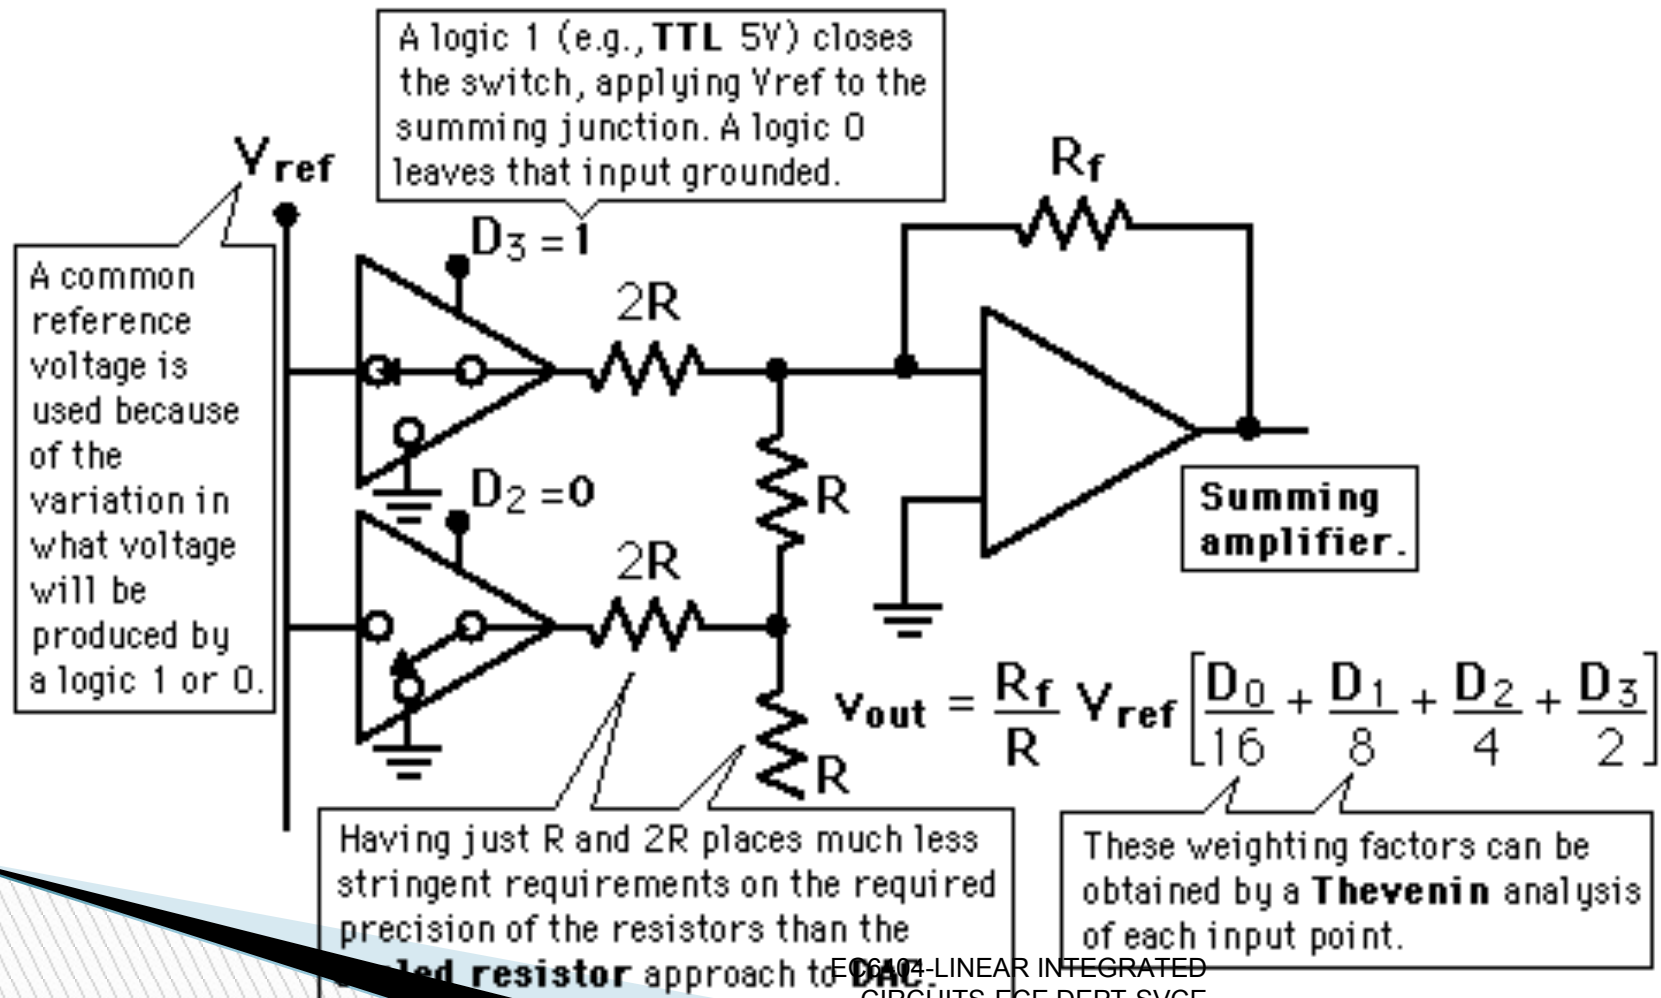 A logic 1 (e.g., TTL 5V) closes
the switch, applying Vref to the
summing junction. A logic 0
leaves that input grounded.
Vref
A common
reference
voltage is
used because
of the
variation in
what voltage
will be
produced by
a logic 1 or 0.
D3 = 1
2R
Rf
R
D2 = 0
2R
R
Summing
amplifier.
vout = Rf/R Vref [D0/16 + D1/8 + D2/4 + D3/2]
Having just R and 2R places much less
stringent requirements on the required
precision of the resistors than the
resistor approach to DAC.
These weighting factors can be
obtained by a Thevenin analysis
of each input point.
EC6404-LINEAR INTEGRATED